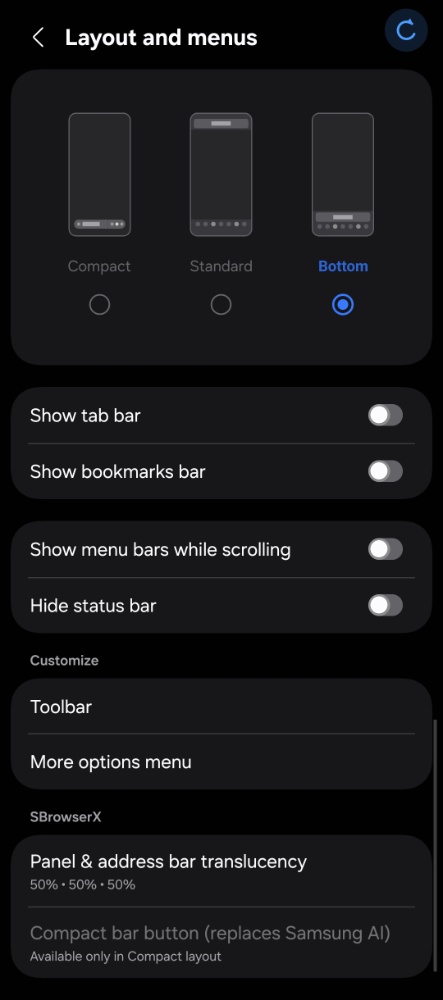 Layout and menus
Compact
Standard
Bottom
Show tab bar
Show bookmarks bar
Show menu bars while scrolling
Hide status bar
Customize
Toolbar
More options menu
SBrowserX
Panel & address bar translucency
50% • 50% • 50%
Compact bar button (replaces Samsung AI)
Available only in Compact layout